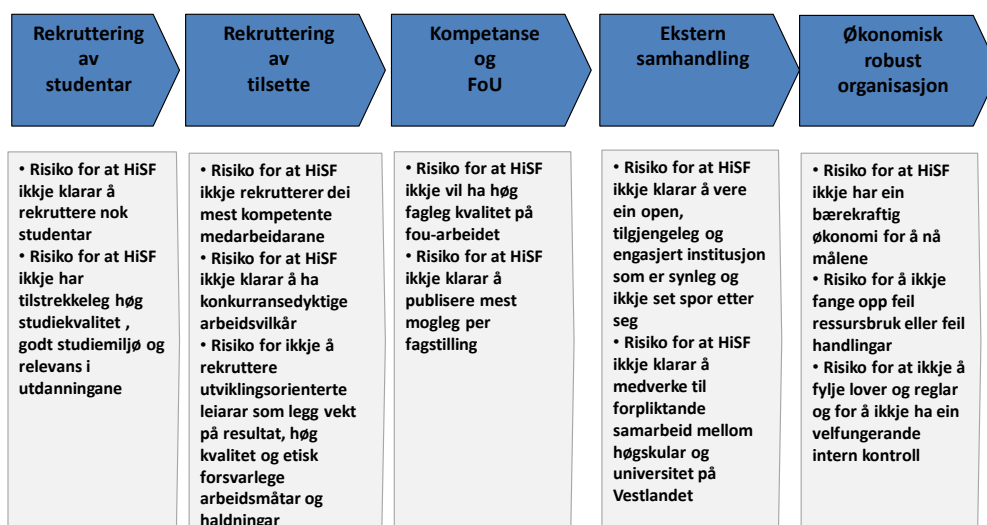 Rekruttering
av
studentar
Rekruttering
av
tilsette
Kompetanse
og
FoU
Ekstern
samhandling
Økonomisk
robust
organisasjon
• Risiko for at HiSF
ikkje klarar å
rekruttere nok
studentar
• Risiko for at HiSF
ikkje har
tilstrekkeleg høg
studiekvalitet ,
godt studiemiljø og
relevans i
utdanningane
• Risiko for at HiSF
ikkje rekrutterer dei
mest kompetente
medarbeidarane
• Risiko for at HiSF
ikkje klarar å ha
konkurransedyktige
arbeidsvilkår
• Risiko for ikkje å
rekruttere
utviklingsorienterte
leiarar som legg vekt
på resultat, høg
kvalitet og etisk
forsvarlege
arbeidsmåtar og
haldningar
• Risiko for at HiSF
ikkje vil ha høg
fagleg kvalitet på
fou-arbeidet
• Risiko for at HiSF
ikkje klarar å
publisere mest
mogleg per
fagstilling
• Risiko for at HiSF
ikkje klarar å vere
ein open,
tilgjengeleg og
engasjert institusjon
som er synleg og
ikkje set spor etter
seg
• Risiko for at HiSF
ikkje klarar å
medverke til
forpliktande
samarbeid mellom
høgskular og
universitet på
Vestlandet
• Risiko for at HiSF
ikkje har ein
bærekraftig
økonomi for å nå
målene
• Risiko for å ikkje
fange opp feil
ressursbruk eller feil
handlingar
• Risiko for at ikkje å
fylje lover og reglar
og for å ikkje ha ein
velfungerande
intern kontroll